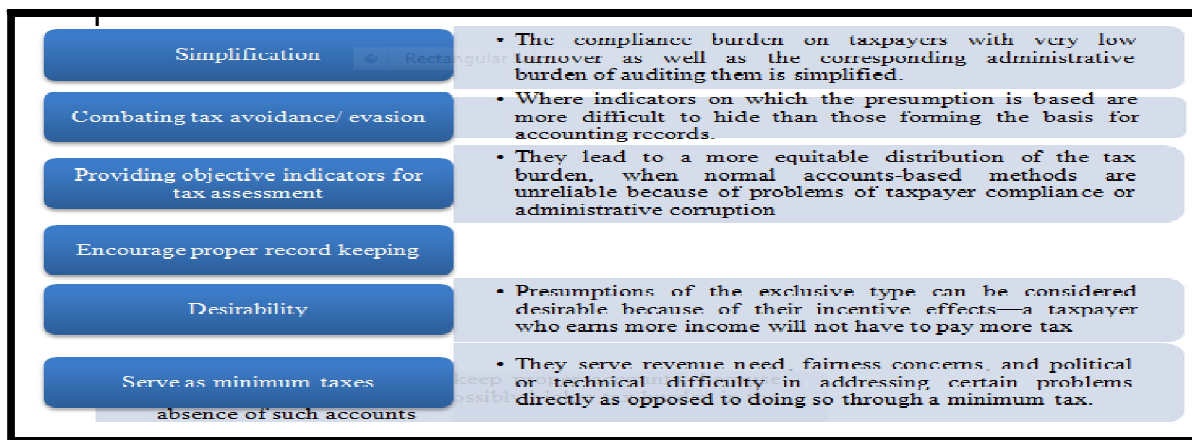 Simplification
• The compliance burden on taxpayers with very low
turnover as well as the corresponding administrative
burden of auditing them is simplified.
Rectangular
Combating tax avoidance/ evasion
• Where indicators on which the presumption is based are
more difficult to hide than those forming the basis for
accounting records.
Providing objective indicators for
tax assessment
• They lead to a more equitable distribution of the tax
burden, when normal accounts-based methods are
unreliable because of problems of taxpayer compliance or
administrative corruption
Encourage proper record keeping
Desirability
• Presumptions of the exclusive type can be considered
desirable because of their incentive effects—a taxpayer
who earns more income will not have to pay more tax
Serve as minimum taxes
• They serve revenue need, fairness concerns, and political
or technical difficulty in addressing certain problems
directly as opposed to doing so through a minimum tax.
keep
absence of such accounts